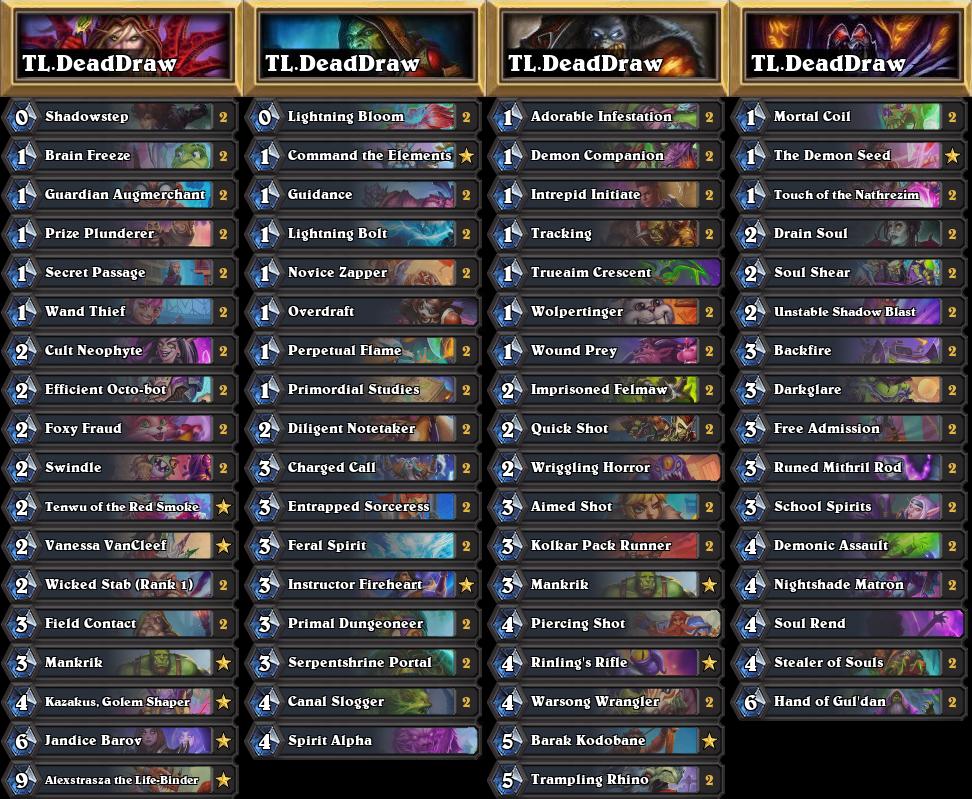 TL.DeadDraw
0 Shadowstep 2
1 Brain Freeze 2
1 Guardian Augmerchant 2
1 Prize Plunderer 2
1 Secret Passage 2
1 Wand Thief 2
2 Cult Neophyte 2
2 Efficient Octo-bot 2
2 Foxy Fraud 2
2 Swindle 2
2 Tenwu of the Red Smoke
2 Vanessa VanCleef
2 Wicked Stab (Rank 1) 2
3 Field Contact 2
3 Mankrik
4 Kazakus, Golem Shaper
6 Jandice Barov
9 Alexstrasza the Life-Binder
TL.DeadDraw
0 Lightning Bloom 2
1 Command the Elements
1 Guidance 2
1 Lightning Bolt 2
1 Novice Zapper 2
1 Overdraft
1 Perpetual Flame 2
1 Primordial Studies 2
2 Diligent Notetaker 2
3 Charged Call 2
3 Entrapped Sorceress 2
3 Feral Spirit 2
3 Instructor Fireheart
3 Primal Dungeoneer 2
3 Serpentshrine Portal 2
4 Canal Slogger 2
4 Spirit Alpha
TL.DeadDraw
1 Adorable Infestation 2
1 Demon Companion 2
1 Intrepid Initiate 2
1 Tracking 2
1 Trueaim Crescent
1 Wolpertinger 2
1 Wound Prey 2
2 Imprisoned Felmaw 2
2 Quick Shot 2
2 Wriggling Horror
3 Aimed Shot 2
3 Kolkar Pack Runner 2
3 Mankrik
4 Piercing Shot
4 Rinling's Rifle
4 Warsong Wrangler 2
5 Barak Kodobane
5 Trampling Rhino 2
TL.DeadDraw
1 Mortal Coil 2
1 The Demon Seed
1 Touch of the Nathrezim 2
2 Drain Soul 2
2 Soul Shear 2
2 Unstable Shadow Blast 2
3 Backfire 2
3 Darkglare 2
3 Free Admission 2
3 Runed Mithril Rod 2
3 School Spirits 2
4 Demonic Assault 2
4 Nightshade Matron 2
4 Soul Rend
4 Stealer of Souls 2
6 Hand of Gul'dan 2